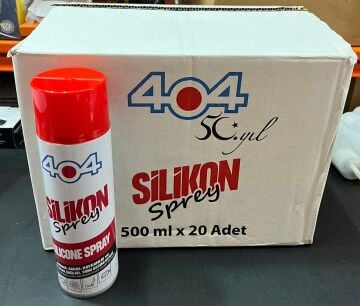 404
50.yıl
SİLİKON
Sprey
500 ml x 20 Adet
404
SİLİKON
Sprey
SILICONE SPRAY